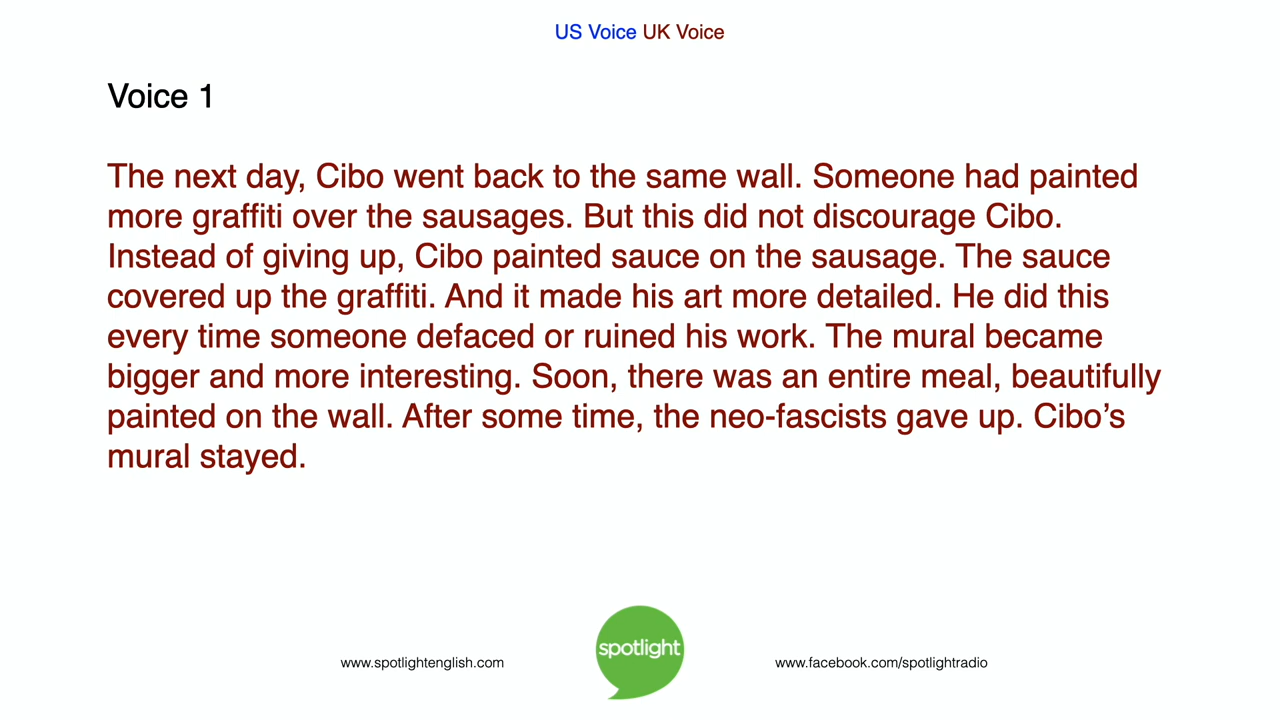 US Voice UK Voice
Voice 1
The next day, Cibo went back to the same wall. Someone had painted
more graffiti over the sausages. But this did not discourage Cibo.
Instead of giving up, Cibo painted sauce on the sausage. The sauce
covered up the graffiti. And it made his art more detailed. He did this
every time someone defaced or ruined his work. The mural became
bigger and more interesting. Soon, there was an entire meal, beautifully
painted on the wall. After some time, the neo-fascists gave up. Cibo’s
mural stayed.
www.spotlightenglish.com
spotlight
www.facebook.com/spotlightradio